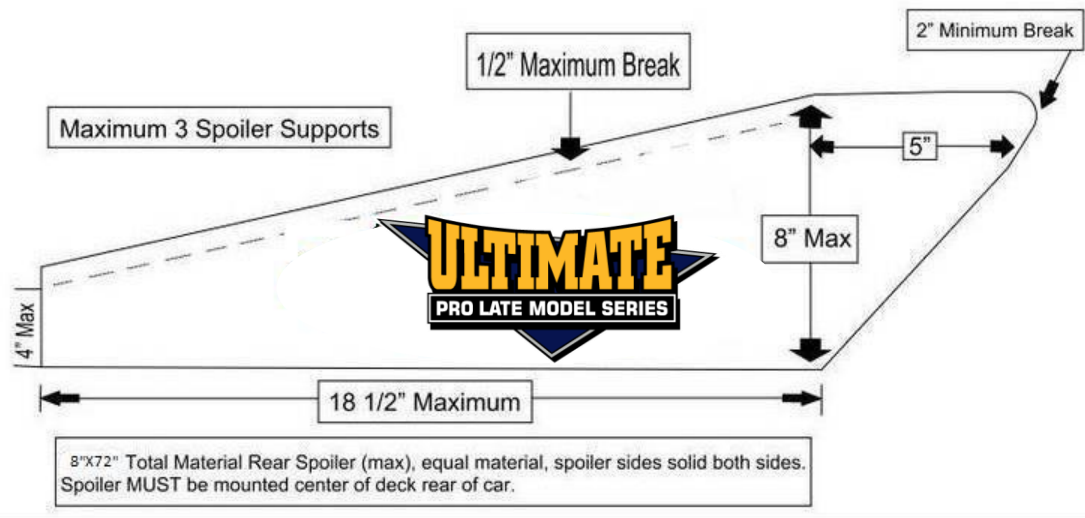 2” Minimum Break
1/2” Maximum Break
Maximum 3 Spoiler Supports
5”
8” Max
ULTIMATE
PRO LATE MODEL SERIES
4” Max
18 1/2” Maximum
8"X72" Total Material Rear Spoiler (max), equal material, spoiler sides solid both sides.
Spoiler MUST be mounted center of deck rear of car.